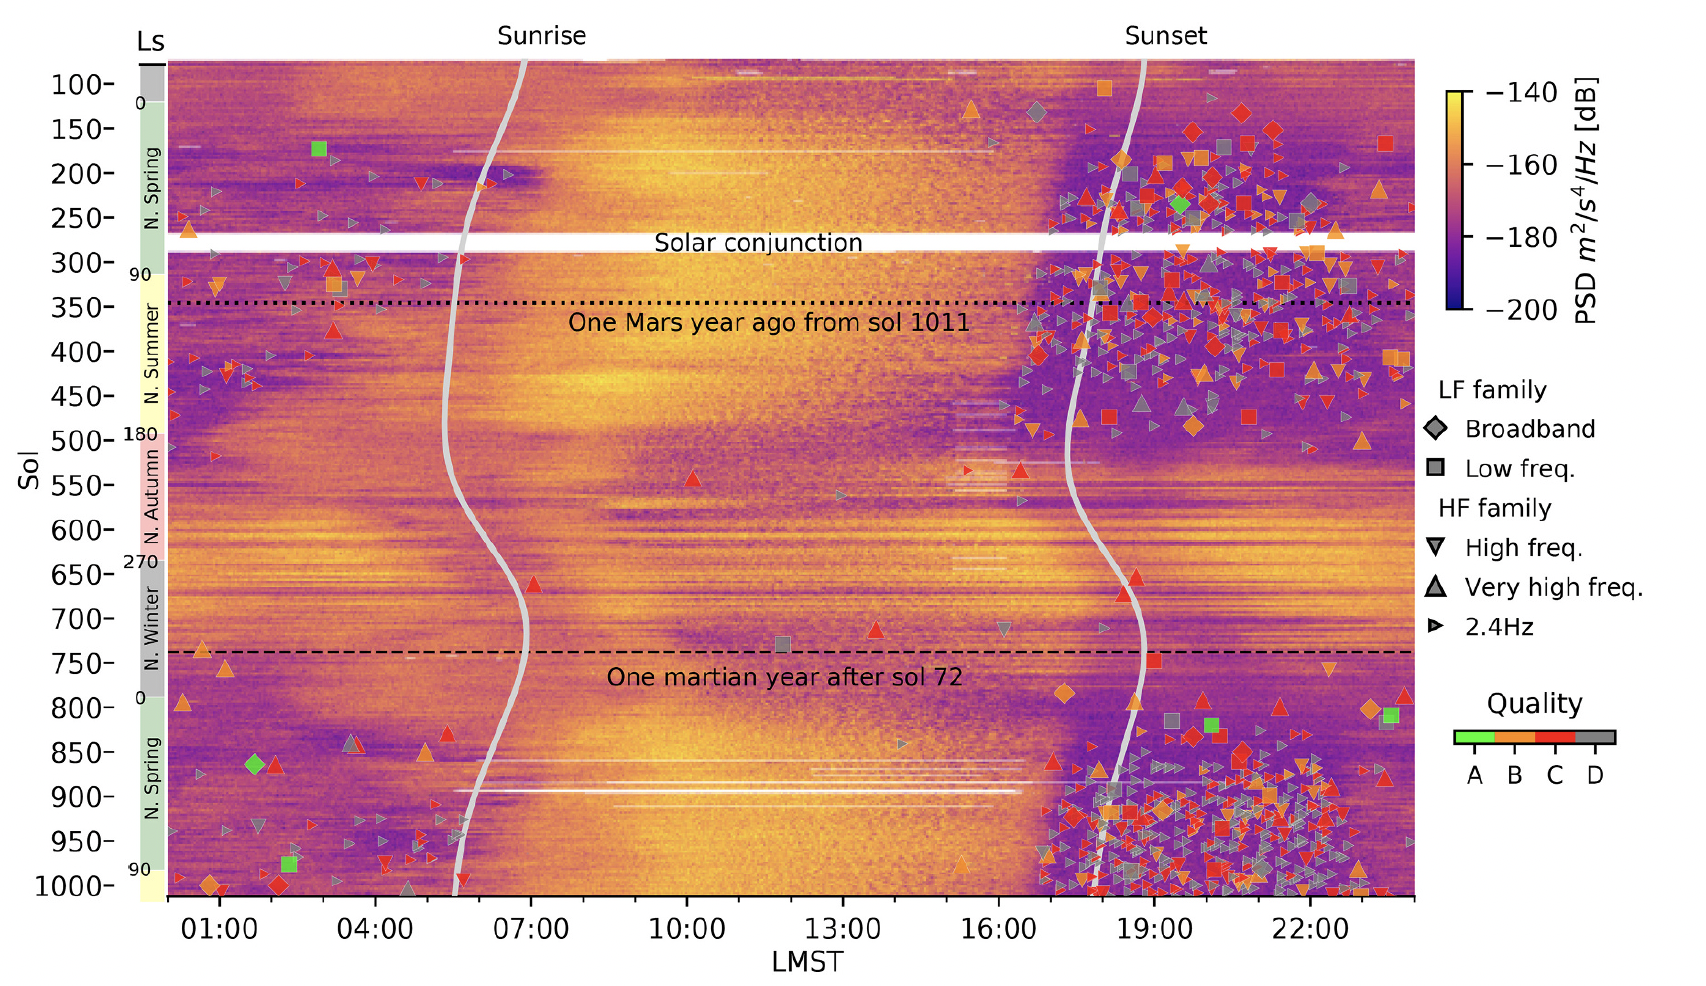 Ls
Sunrise
Sunset
Sol
100
150
200
250
300
350
400
450
500
550
600
650
700
750
800
850
900
950
1000
0
90
180
270
0
90
N. Spring
N. Summer
N. Autumn
N. Winter
N. Spring
Solar conjunction
One Mars year ago from sol 1011
One martian year after sol 72
01:00
04:00
07:00
10:00
13:00
16:00
19:00
22:00
LMST
−140
−160
−180
−200
PSD m²/s⁴/Hz [dB]
LF family
Broadband
Low freq.
HF family
High freq.
Very high freq.
2.4Hz
Quality
A B C D